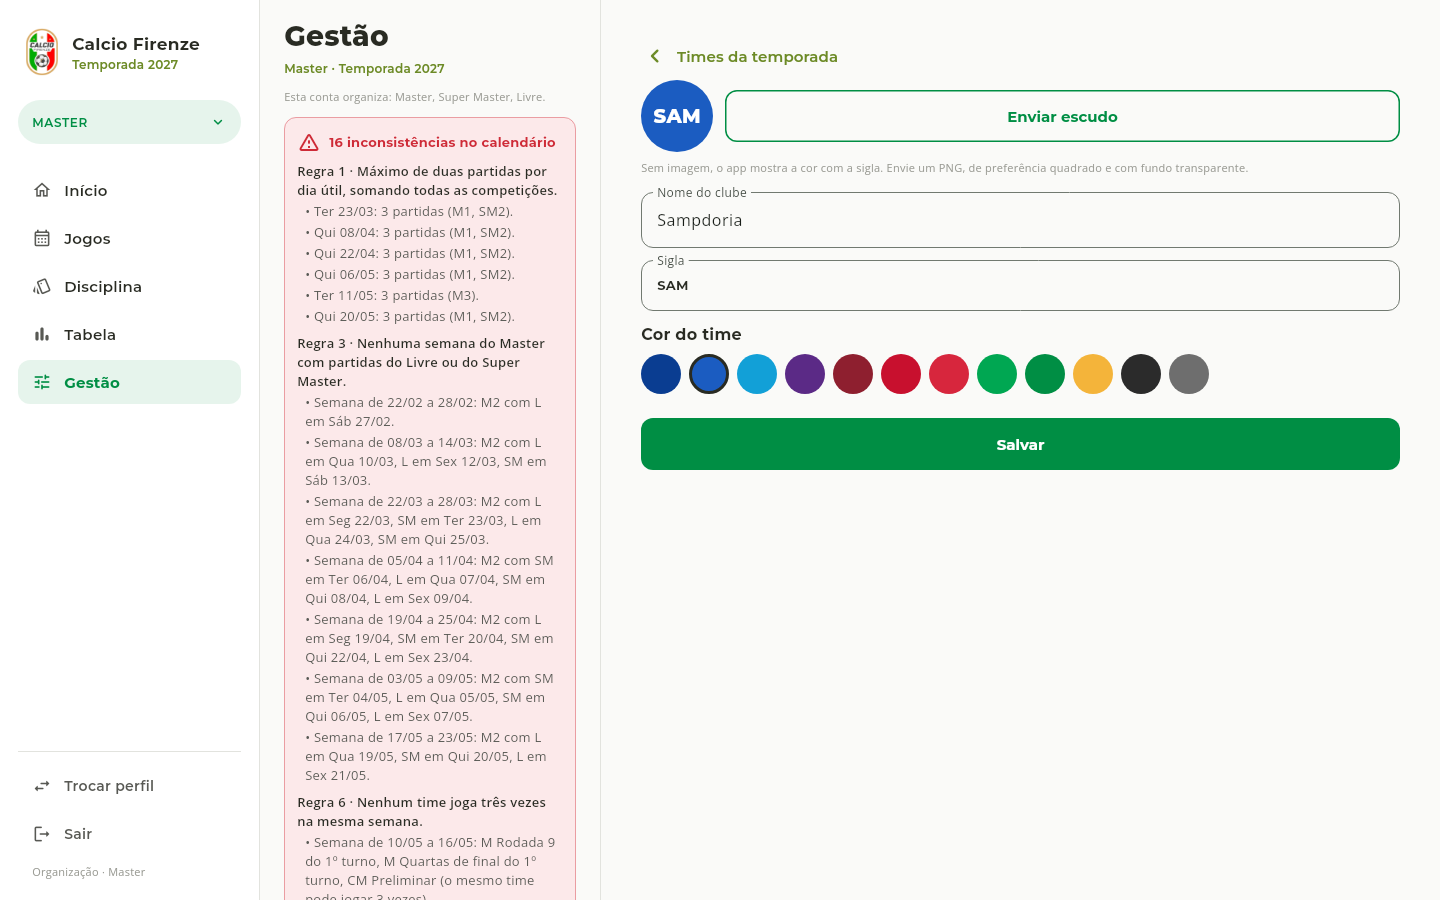 CALCIO
Calcio Firenze
Temporada 2027
MASTER
Início
Jogos
Disciplina
Tabela
Gestão
Trocar perfil
Sair
Organização · Master
Gestão
Master · Temporada 2027
Esta conta organiza: Master, Super Master, Livre.
16 inconsistências no calendário
Regra 1 · Máximo de duas partidas por
dia útil, somando todas as competições.
• Ter 23/03: 3 partidas (M1, SM2).
• Qui 08/04: 3 partidas (M1, SM2).
• Qui 22/04: 3 partidas (M1, SM2).
• Qui 06/05: 3 partidas (M1, SM2).
• Ter 11/05: 3 partidas (M3).
• Qui 20/05: 3 partidas (M1, SM2).
Regra 3 · Nenhuma semana do Master
com partidas do Livre ou do Super
Master.
• Semana de 22/02 a 28/02: M2 com L
em Sáb 27/02.
• Semana de 08/03 a 14/03: M2 com L
em Qua 10/03, L em Sex 12/03, SM em
Sáb 13/03.
• Semana de 22/03 a 28/03: M2 com L
em Seg 22/03, SM em Ter 23/03, L em
Qua 24/03, SM em Qui 25/03.
• Semana de 05/04 a 11/04: M2 com SM
em Ter 06/04, L em Qua 07/04, SM em
Qui 08/04, L em Sex 09/04.
• Semana de 19/04 a 25/04: M2 com L
em Seg 19/04, SM em Ter 20/04, SM em
Qui 22/04, L em Sex 23/04.
• Semana de 03/05 a 09/05: M2 com SM
em Ter 04/05, L em Qua 05/05, SM em
Qui 06/05, L em Sex 07/05.
• Semana de 17/05 a 23/05: M2 com L
em Qua 19/05, SM em Qui 20/05, L em
Sex 21/05.
Regra 6 · Nenhum time joga três vezes
na mesma semana.
• Semana de 10/05 a 16/05: M Rodada 9
do 1º turno, M Quartas de final do 1º
turno, CM Preliminar (o mesmo time
pode jogar 3 vezes)
Times da temporada
SAM
Enviar escudo
Sem imagem, o app mostra a cor com a sigla. Envie um PNG, de preferência quadrado e com fundo transparente.
Nome do clube
Sampdoria
Sigla
SAM
Cor do time
Salvar